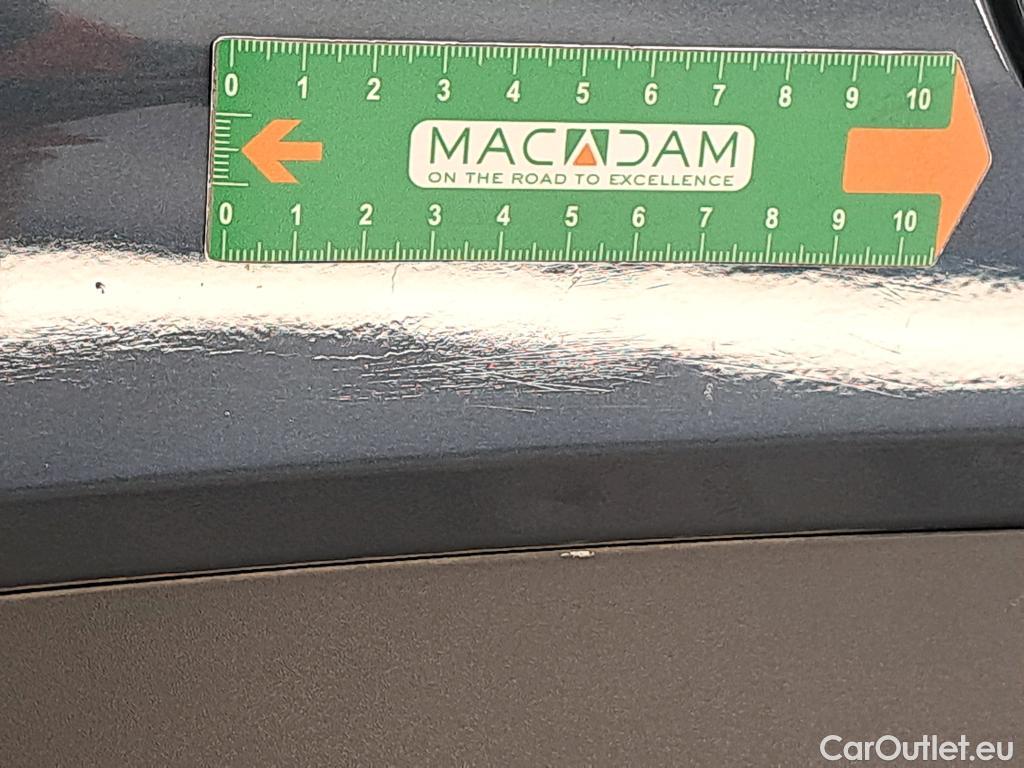 0 1 2 3 4 5 6 7 8 9 10
MACADAM
ON THE ROAD TO EXCELLENCE
0 1 2 3 4 5 6 7 8 9 10
CarOutlet.eu